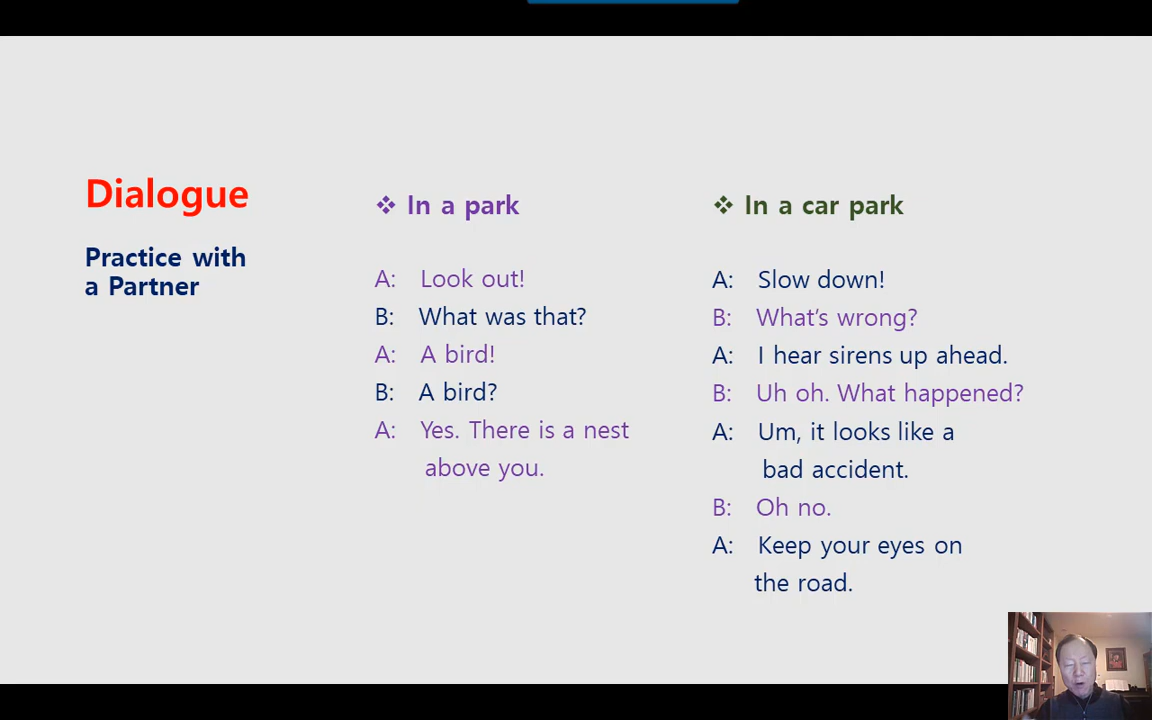 Dialogue
Practice with
a Partner
❖ In a park
A: Look out!
B: What was that?
A: A bird!
B: A bird?
A: Yes. There is a nest
above you.
❖ In a car park
A: Slow down!
B: What's wrong?
A: I hear sirens up ahead.
B: Uh oh. What happened?
A: Um, it looks like a
bad accident.
B: Oh no.
A: Keep your eyes on
the road.